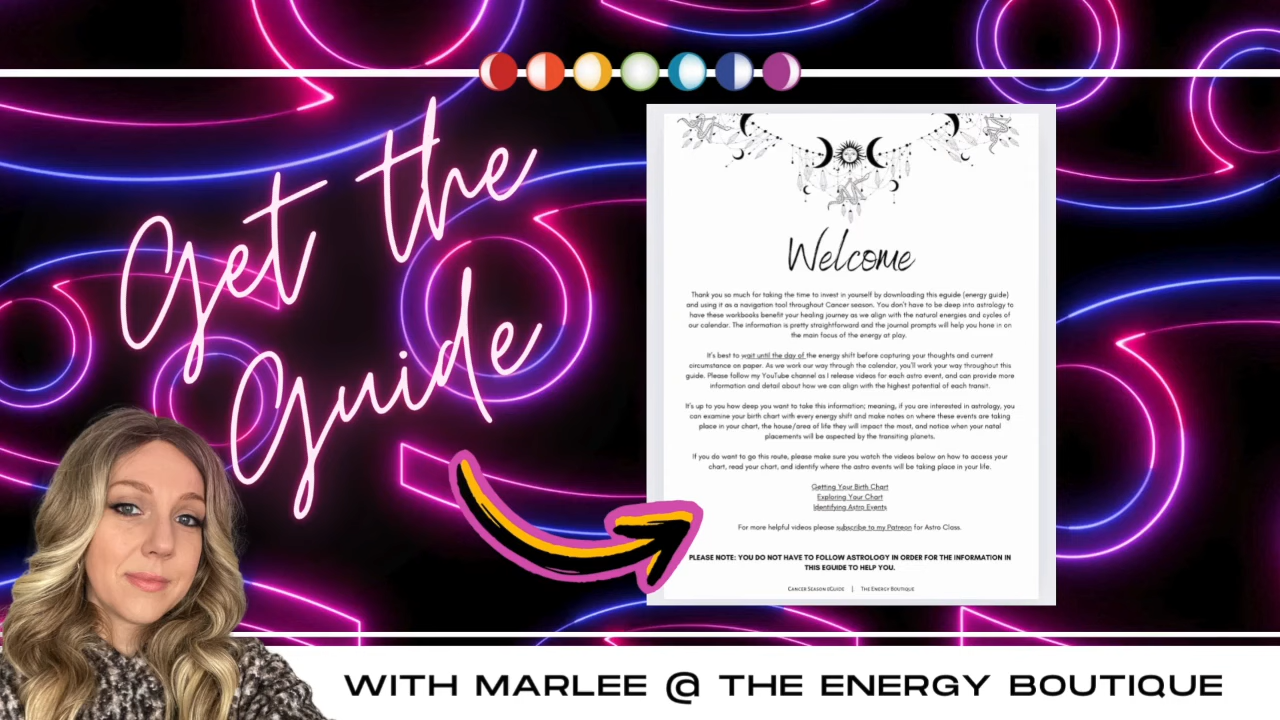 Get the
Guide
Welcome
Thank you so much for taking the time to invest in yourself by downloading this eguide (energy guide)
and using it as a navigation tool throughout Cancer season. You don't have to be deep into astrology to
have these workbooks benefit your healing journey as we align with the natural energies and cycles of
our calendar. The information is pretty straightforward and the journal prompts will help you hone in on
the main focus of the energy at play.
It's best to wait until the day of the energy shift before capturing your thoughts and current
circumstance on paper. As we work our way through the calendar, you'll work your way throughout this
guide. Please follow my YouTube channel as I release videos for each astro event, and can provide more
information and detail about how we can align with the highest potential of each transit.
It's up to you how deep you want to take this information; meaning, if you are interested in astrology, you
can examine your birth chart with every energy shift and make notes on where these events are taking
place in your chart, the house/area of life they will impact the most, and notice when your natal
placements will be aspected by the transiting planets.
If you do want to go this route, please make sure you watch the videos below on how to access your
chart, read your chart, and identify where the astro events will be taking place in your life.
Getting Your Birth Chart
Exploring Your Chart
Identifying Astro Events
For more helpful videos please subscribe to my Patreon for Astro Class.
PLEASE NOTE: YOU DO NOT HAVE TO FOLLOW ASTROLOGY IN ORDER FOR THE INFORMATION IN
THIS EGUIDE TO HELP YOU.
Cancer Season eGuide | The Energy Boutique
WITH MARLEE @ THE ENERGY BOUTIQUE